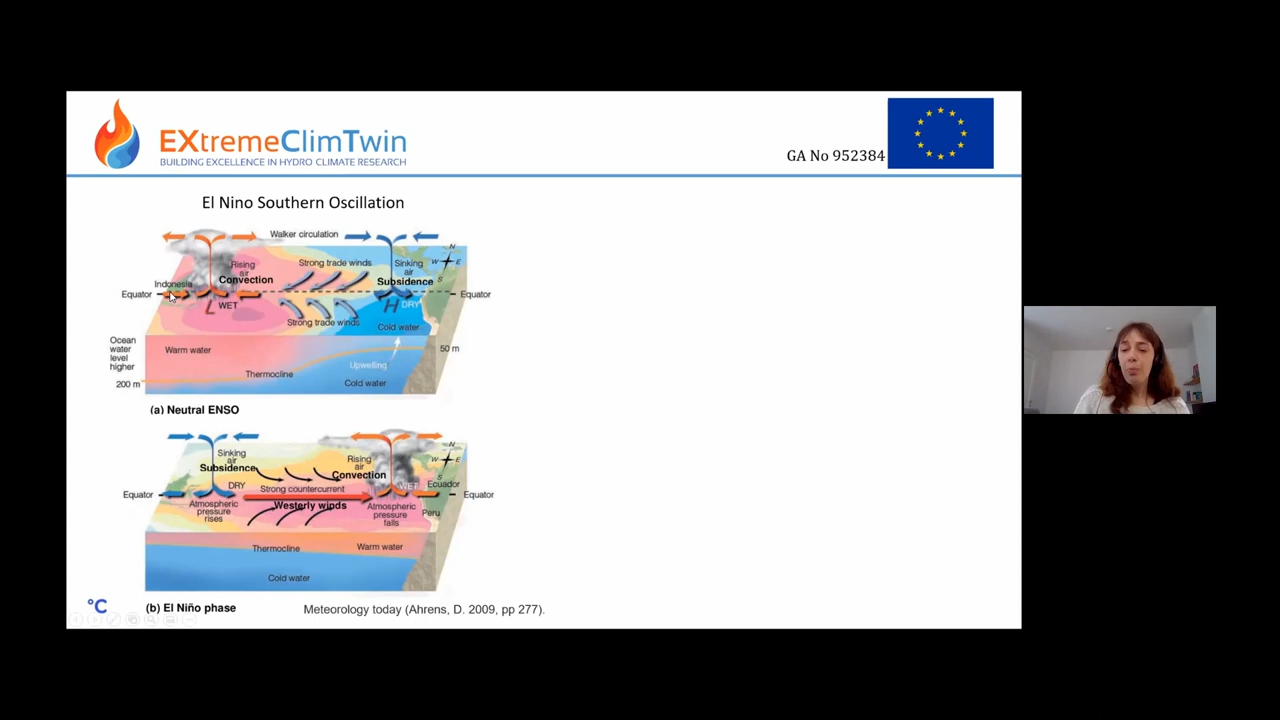 EXtremeClimTwin
BUILDING EXCELLENCE IN HYDRO CLIMATE RESEARCH
GA No 952384
El Nino Southern Oscillation
Walker circulation
N
W E
S
Rising
air
Convection
Strong trade winds
Sinking
air
Subsidence
Indonesia
Equator
Equator
L
WET
H
DRY
Strong trade winds
Cold water
Ocean
water
level
higher
Warm water
50 m
Upwelling
Thermocline
Cold water
200 m
(a) Neutral ENSO
N
W E
S
Sinking
air
Subsidence
Rising
air
Convection
DRY
Strong countercurrent
WET
Ecuador
Equator
Equator
Atmospheric
pressure
rises
Westerly winds
Atmospheric
pressure
falls
Peru
Thermocline
Warm water
Cold water
°C
(b) El Niño phase
Meteorology today (Ahrens, D. 2009, pp 277).